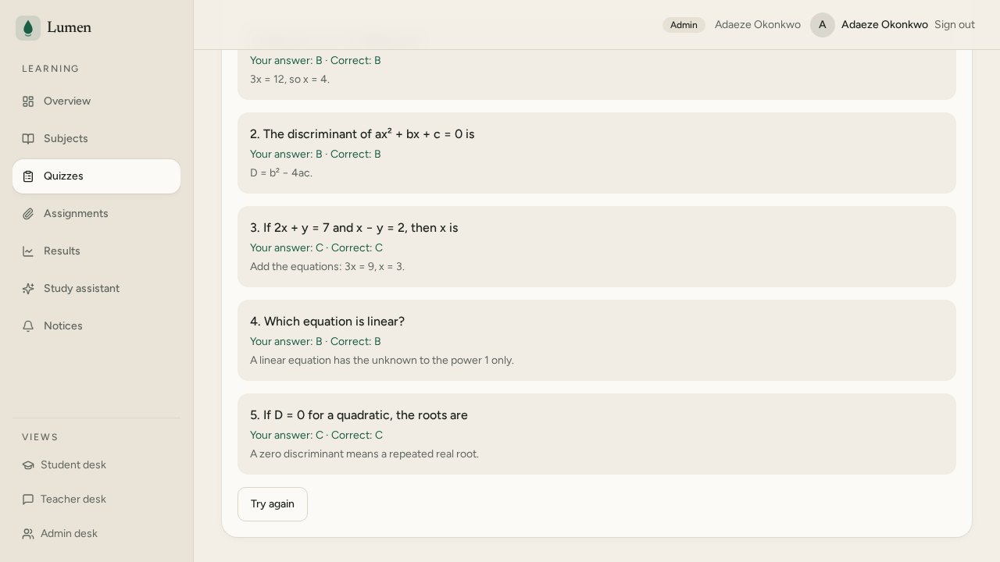 Lumen
LEARNING
Overview
Subjects
Quizzes
Assignments
Results
Study assistant
Notices
VIEWS
Student desk
Teacher desk
Admin desk
Admin
Adaeze Okonkwo
A
Adaeze Okonkwo
Sign out
Your answer: B · Correct: B
3x = 12, so x = 4.
2. The discriminant of ax² + bx + c = 0 is
Your answer: B · Correct: B
D = b² − 4ac.
3. If 2x + y = 7 and x − y = 2, then x is
Your answer: C · Correct: C
Add the equations: 3x = 9, x = 3.
4. Which equation is linear?
Your answer: B · Correct: B
A linear equation has the unknown to the power 1 only.
5. If D = 0 for a quadratic, the roots are
Your answer: C · Correct: C
A zero discriminant means a repeated real root.
Try again